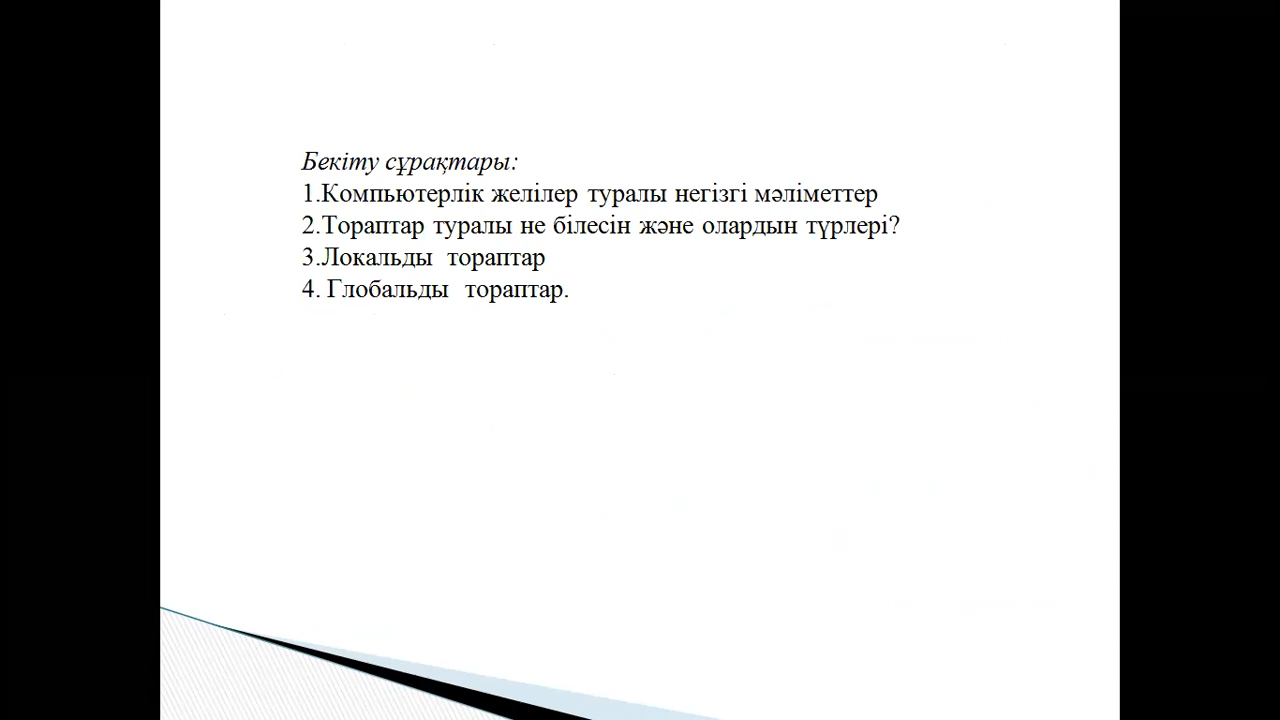 Бекіту сұрақтары:
1.Компьютерлік желілер туралы негізгі мәліметтер
2.Тораптар туралы не білесін және олардын түрлері?
3.Локальды тораптар
4. Глобальды тораптар.